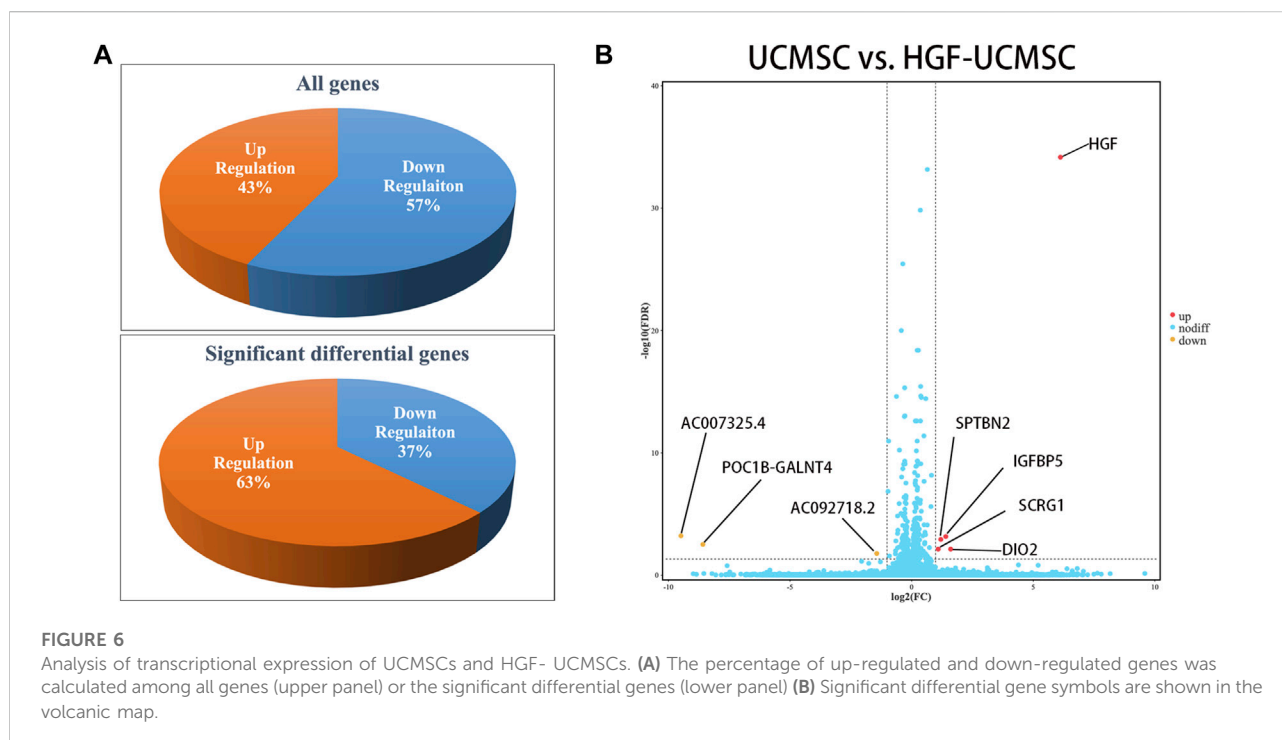 A
All genes
Up
Regulation
43%
Down
Regulaiton
57%
Significant differential genes
Up
Regulation
63%
Down
Regulaiton
37%
B
UCMSC vs. HGF-UCMSC
40
30
20
10
0
-log10(FDR)
-10
-5
0
5
10
log2(FC)
HGF
SPTBN2
IGFBP5
SCRG1
DIO2
AC007325.4
POC1B-GALNT4
AC092718.2
up
nodiff
down
FIGURE 6
Analysis of transcriptional expression of UCMSCs and HGF- UCMSCs. (A) The percentage of up-regulated and down-regulated genes was
calculated among all genes (upper panel) or the significant differential genes (lower panel) (B) Significant differential gene symbols are shown in the
volcanic map.